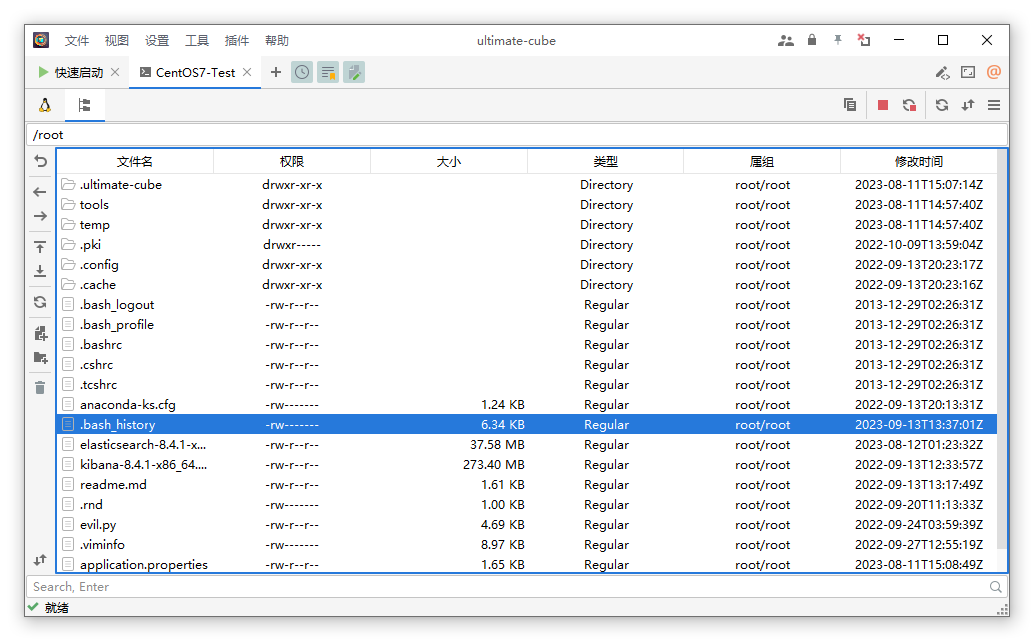 文件 视图 设置 工具 插件 帮助 ultimate-cube
快速启动 CentOS7-Test
/root
文件名 权限 大小 类型 属组 修改时间
.ultimate-cube drwxr-xr-x Directory root/root 2023-08-11T15:07:14Z
tools drwxr-xr-x Directory root/root 2023-08-11T14:57:40Z
temp drwxr-xr-x Directory root/root 2023-08-11T14:57:40Z
.pki drwxr----- Directory root/root 2022-10-09T13:59:04Z
.config drwxr-xr-x Directory root/root 2022-09-13T20:23:17Z
.cache drwxr-xr-x Directory root/root 2022-09-13T20:23:16Z
.bash_logout -rw-r--r-- Regular root/root 2013-12-29T02:26:31Z
.bash_profile -rw-r--r-- Regular root/root 2013-12-29T02:26:31Z
.bashrc -rw-r--r-- Regular root/root 2013-12-29T02:26:31Z
.cshrc -rw-r--r-- Regular root/root 2013-12-29T02:26:31Z
.tcshrc -rw-r--r-- Regular root/root 2013-12-29T02:26:31Z
anaconda-ks.cfg -rw------- 1.24 KB Regular root/root 2022-09-13T20:13:31Z
.bash_history -rw------- 6.34 KB Regular root/root 2023-09-13T13:37:01Z
elasticsearch-8.4.1-x... -rw-r--r-- 37.58 MB Regular root/root 2023-08-12T01:23:32Z
kibana-8.4.1-x86_64.... -rw-r--r-- 273.40 MB Regular root/root 2022-09-13T12:33:57Z
readme.md -rw-r--r-- 1.61 KB Regular root/root 2022-09-13T13:17:49Z
.rnd -rw------- 1.00 KB Regular root/root 2022-09-20T11:13:33Z
evil.py -rw-r--r-- 4.69 KB Regular root/root 2022-09-24T03:59:39Z
.viminfo -rw------- 8.97 KB Regular root/root 2022-09-27T12:55:19Z
application.properties -rw-r--r-- 1.65 KB Regular root/root 2023-08-11T15:08:49Z
Search, Enter
就绪